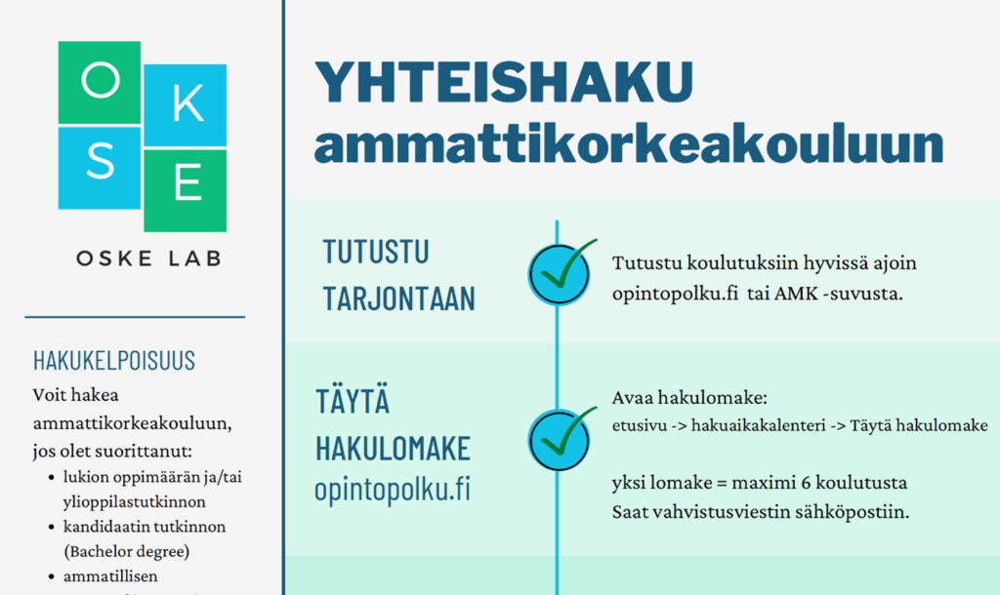 O
K
S
E
OSKE LAB
HAKUKELPOISUUS
Voit hakea
ammattikorkeakouluun,
jos olet suorittanut:
• lukion oppimäärän ja/tai
ylioppilastutkinnon
• kandidaatin tutkinnon
(Bachelor degree)
• ammatillisen
YHTEISHAKU
ammattikorkeakouluun
TUTUSTU
TARJONTAAN
Tutustu koulutuksiin hyvissä ajoin
opintopolku.fi tai AMK -suvusta.
TÄYTÄ
HAKULOMAKE
opintopolku.fi
Avaa hakulomake:
etusivu -> hakuaikakalenteri -> Täytä hakulomake
yksi lomake = maximi 6 koulutusta
Saat vahvistusviestin sähköpostiin.